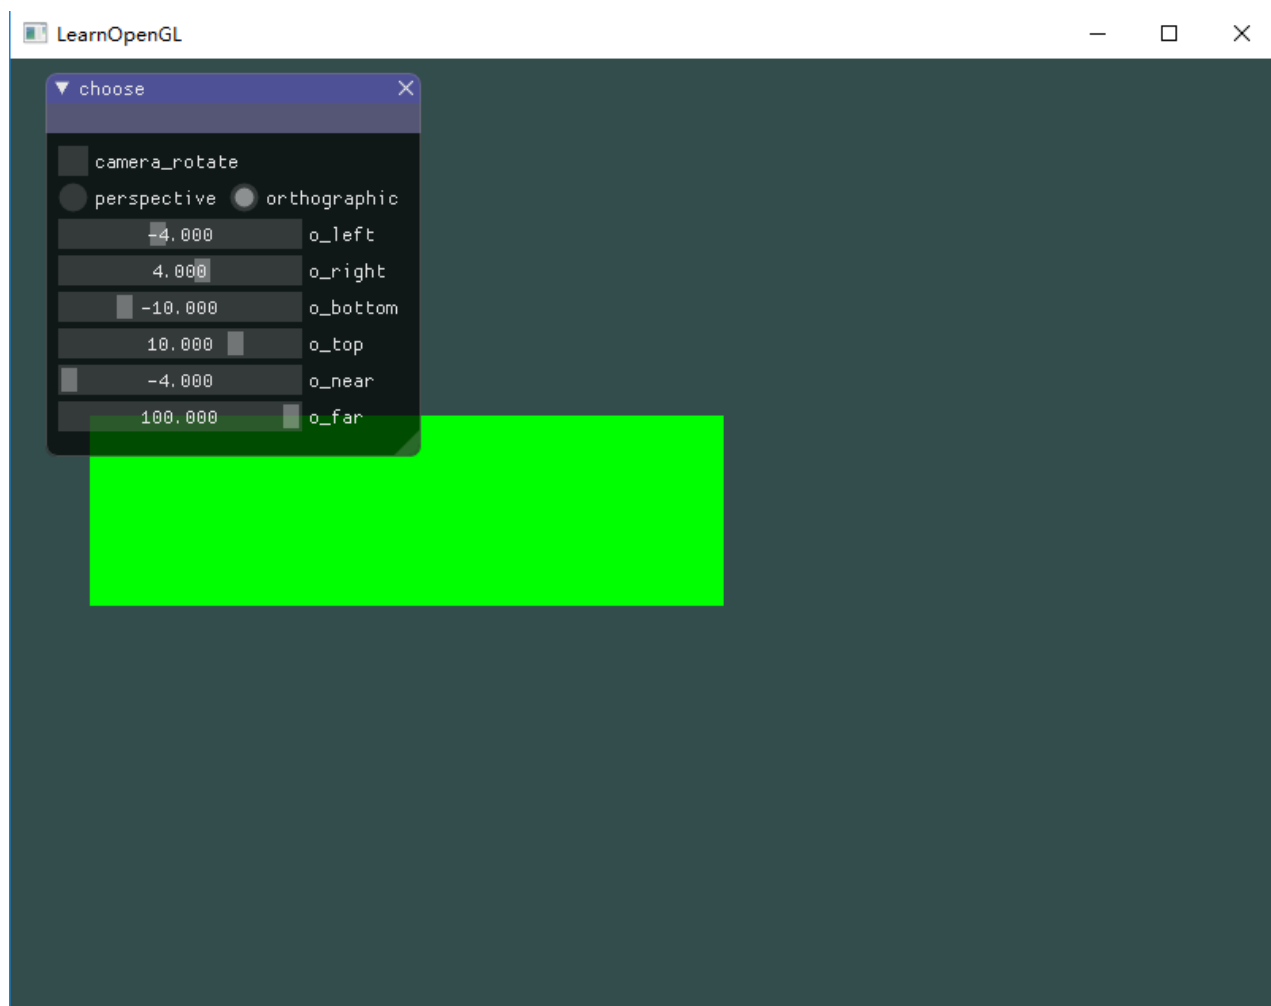 LearnOpenGL
choose
camera_rotate
perspective orthographic
-4.000 o_left
4.000 o_right
-10.000 o_bottom
10.000 o_top
-4.000 o_near
100.000 o_far